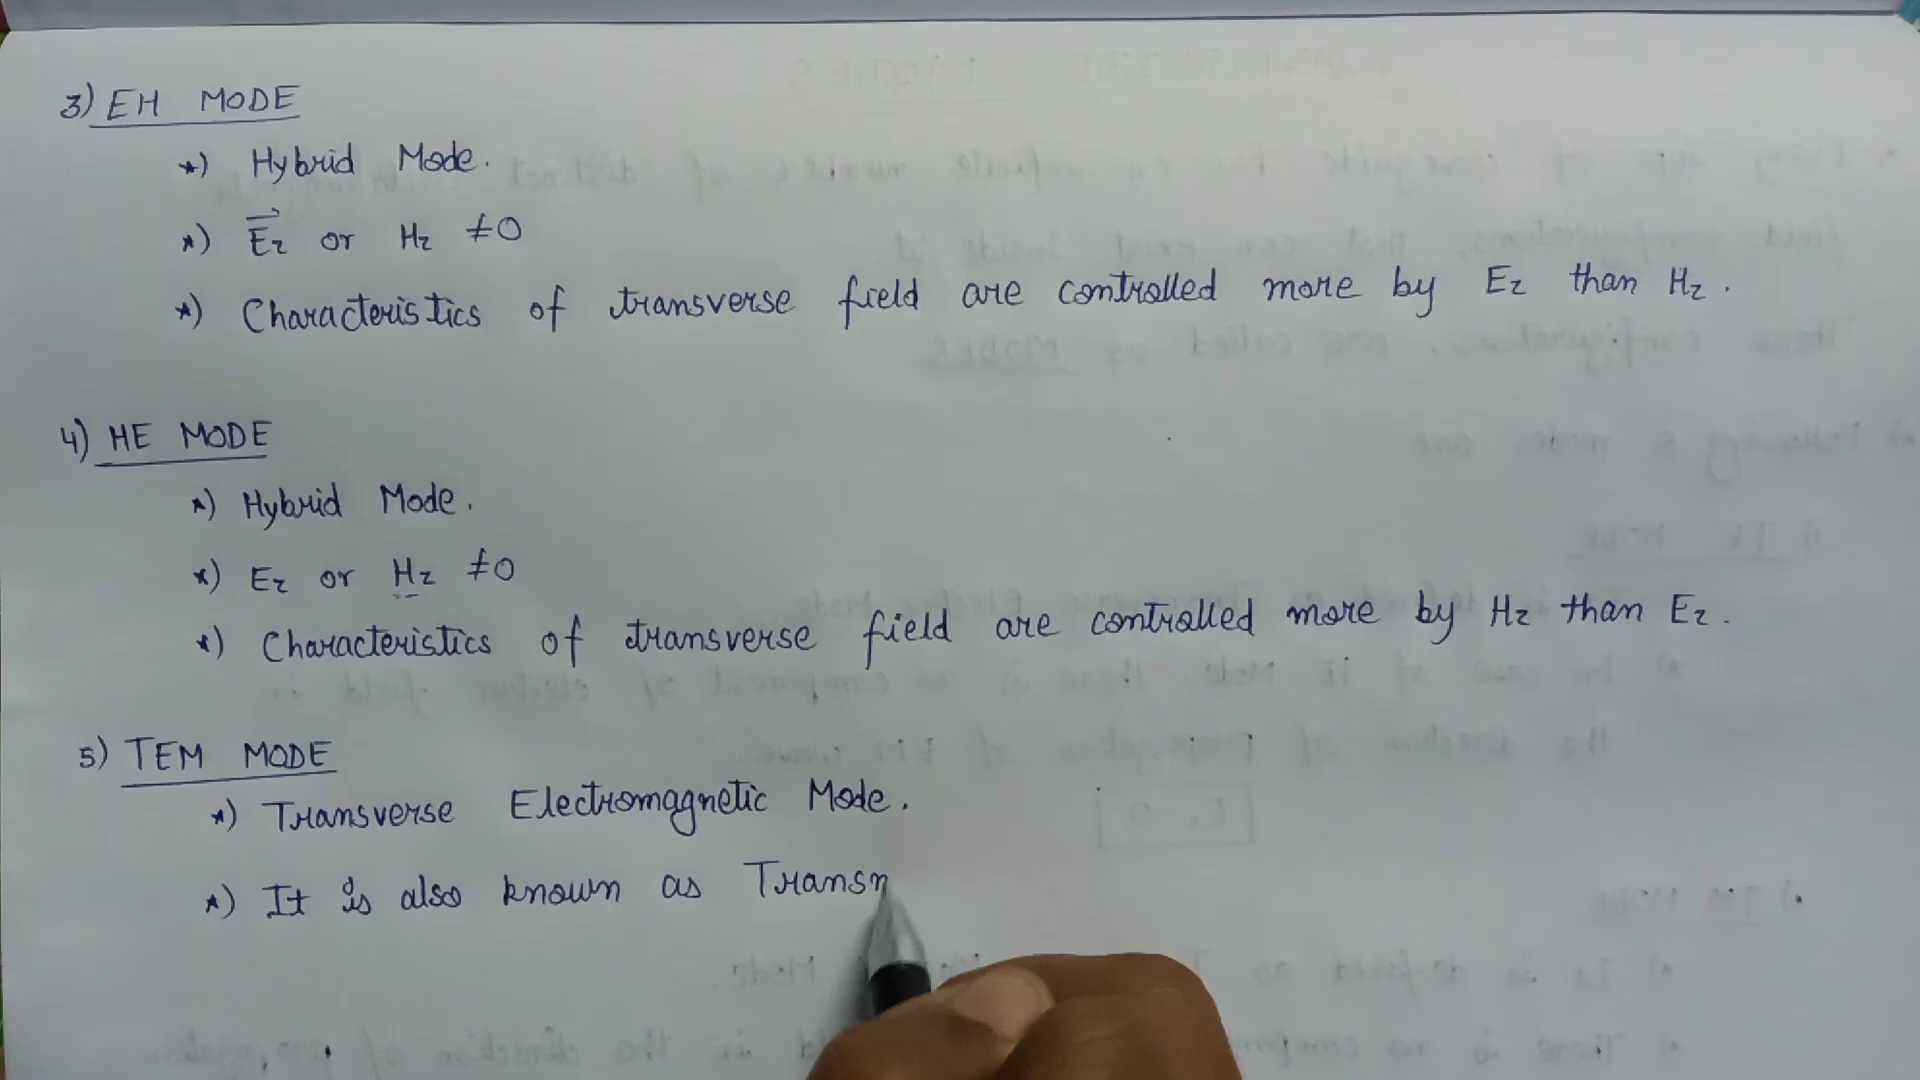 3) EH MODE
*) Hybrid Mode.
*) E⃗z or Hz ≠0
*) Characteristics of transverse field are controlled more by Ez than Hz.
4) HE MODE
*) Hybrid Mode.
*) Ez or Hz ≠0
*) Characteristics of transverse field are controlled more by Hz than Ez.
5) TEM MODE
*) Transverse Electromagnetic Mode.
*) It is also known as Transm